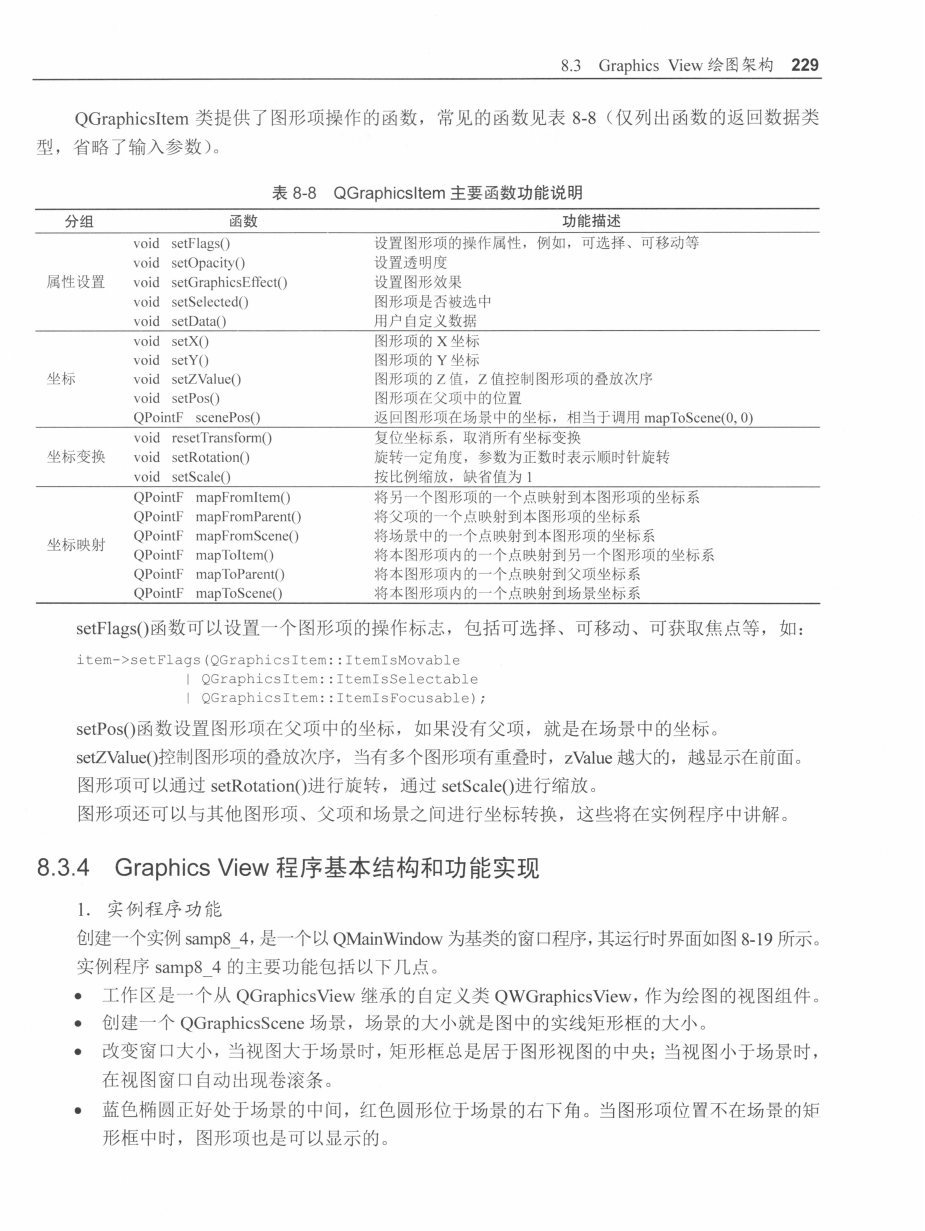 8.3 Graphics View 绘图架构 229
QGraphicsItem 类提供了图形项操作的函数，常见的函数见表 8-8（仅列出函数的返回数据类
型，省略了输入参数）。
表 8-8 QGraphicsItem 主要函数功能说明
分组 函数 功能描述
void setFlags() 设置图形项的操作属性，例如，可选择、可移动等
void setOpacity() 设置透明度
属性设置 void setGraphicsEffect() 设置图形效果
void setSelected() 图形项是否被选中
void setData() 用户自定义数据
void setX() 图形项的 X 坐标
void setY() 图形项的 Y 坐标
坐标 void setZValue() 图形项的 Z 值，Z 值控制图形项的叠放次序
void setPos() 图形项在父项中的位置
QPointF scenePos() 返回图形项在场景中的坐标，相当于调用 mapToScene(0, 0)
void resetTransform() 复位坐标系，取消所有坐标变换
坐标变换 void setRotation() 旋转一定角度，参数为正数时表示顺时针旋转
void setScale() 按比例缩放，缺省值为 1
QPointF mapFromItem() 将另一个图形项的一个点映射到本图形项的坐标系
QPointF mapFromParent() 将父项的一个点映射到本图形项的坐标系
坐标映射 QPointF mapFromScene() 将场景中的一个点映射到本图形项的坐标系
QPointF mapToItem() 将本图形项内的一个点映射到另一个图形项的坐标系
QPointF mapToParent() 将本图形项内的一个点映射到父项坐标系
QPointF mapToScene() 将本图形项内的一个点映射到场景坐标系
setFlags()函数可以设置一个图形项的操作标志，包括可选择、可移动、可获取焦点等，如：
item->setFlags(QGraphicsItem::ItemIsMovable
| QGraphicsItem::ItemIsSelectable
| QGraphicsItem::ItemIsFocusable);
setPos()函数设置图形项在父项中的坐标，如果没有父项，就是在场景中的坐标。
setZValue()控制图形项的叠放次序，当有多个图形项有重叠时，zValue 越大的，越显示在前面。
图形项可以通过 setRotation()进行旋转，通过 setScale()进行缩放。
图形项还可以与其他图形项、父项和场景之间进行坐标转换，这些将在实例程序中讲解。
8.3.4 Graphics View 程序基本结构和功能实现
1. 实例程序功能
创建一个实例 samp8_4，是一个以 QMainWindow 为基类的窗口程序，其运行时界面如图 8-19 所示。
实例程序 samp8_4 的主要功能包括以下几点。
● 工作区是一个从 QGraphicsView 继承的自定义类 QWGraphicsView，作为绘图的视图组件。
● 创建一个 QGraphicsScene 场景，场景的大小就是图中的实线矩形框的大小。
● 改变窗口大小，当视图大于场景时，矩形框总是居于图形视图的中央；当视图小于场景时，
在视图窗口自动出现卷滚条。
● 蓝色椭圆正好处于场景的中间，红色圆形位于场景的右下角。当图形项位置不在场景的矩
形框中时，图形项也是可以显示的。